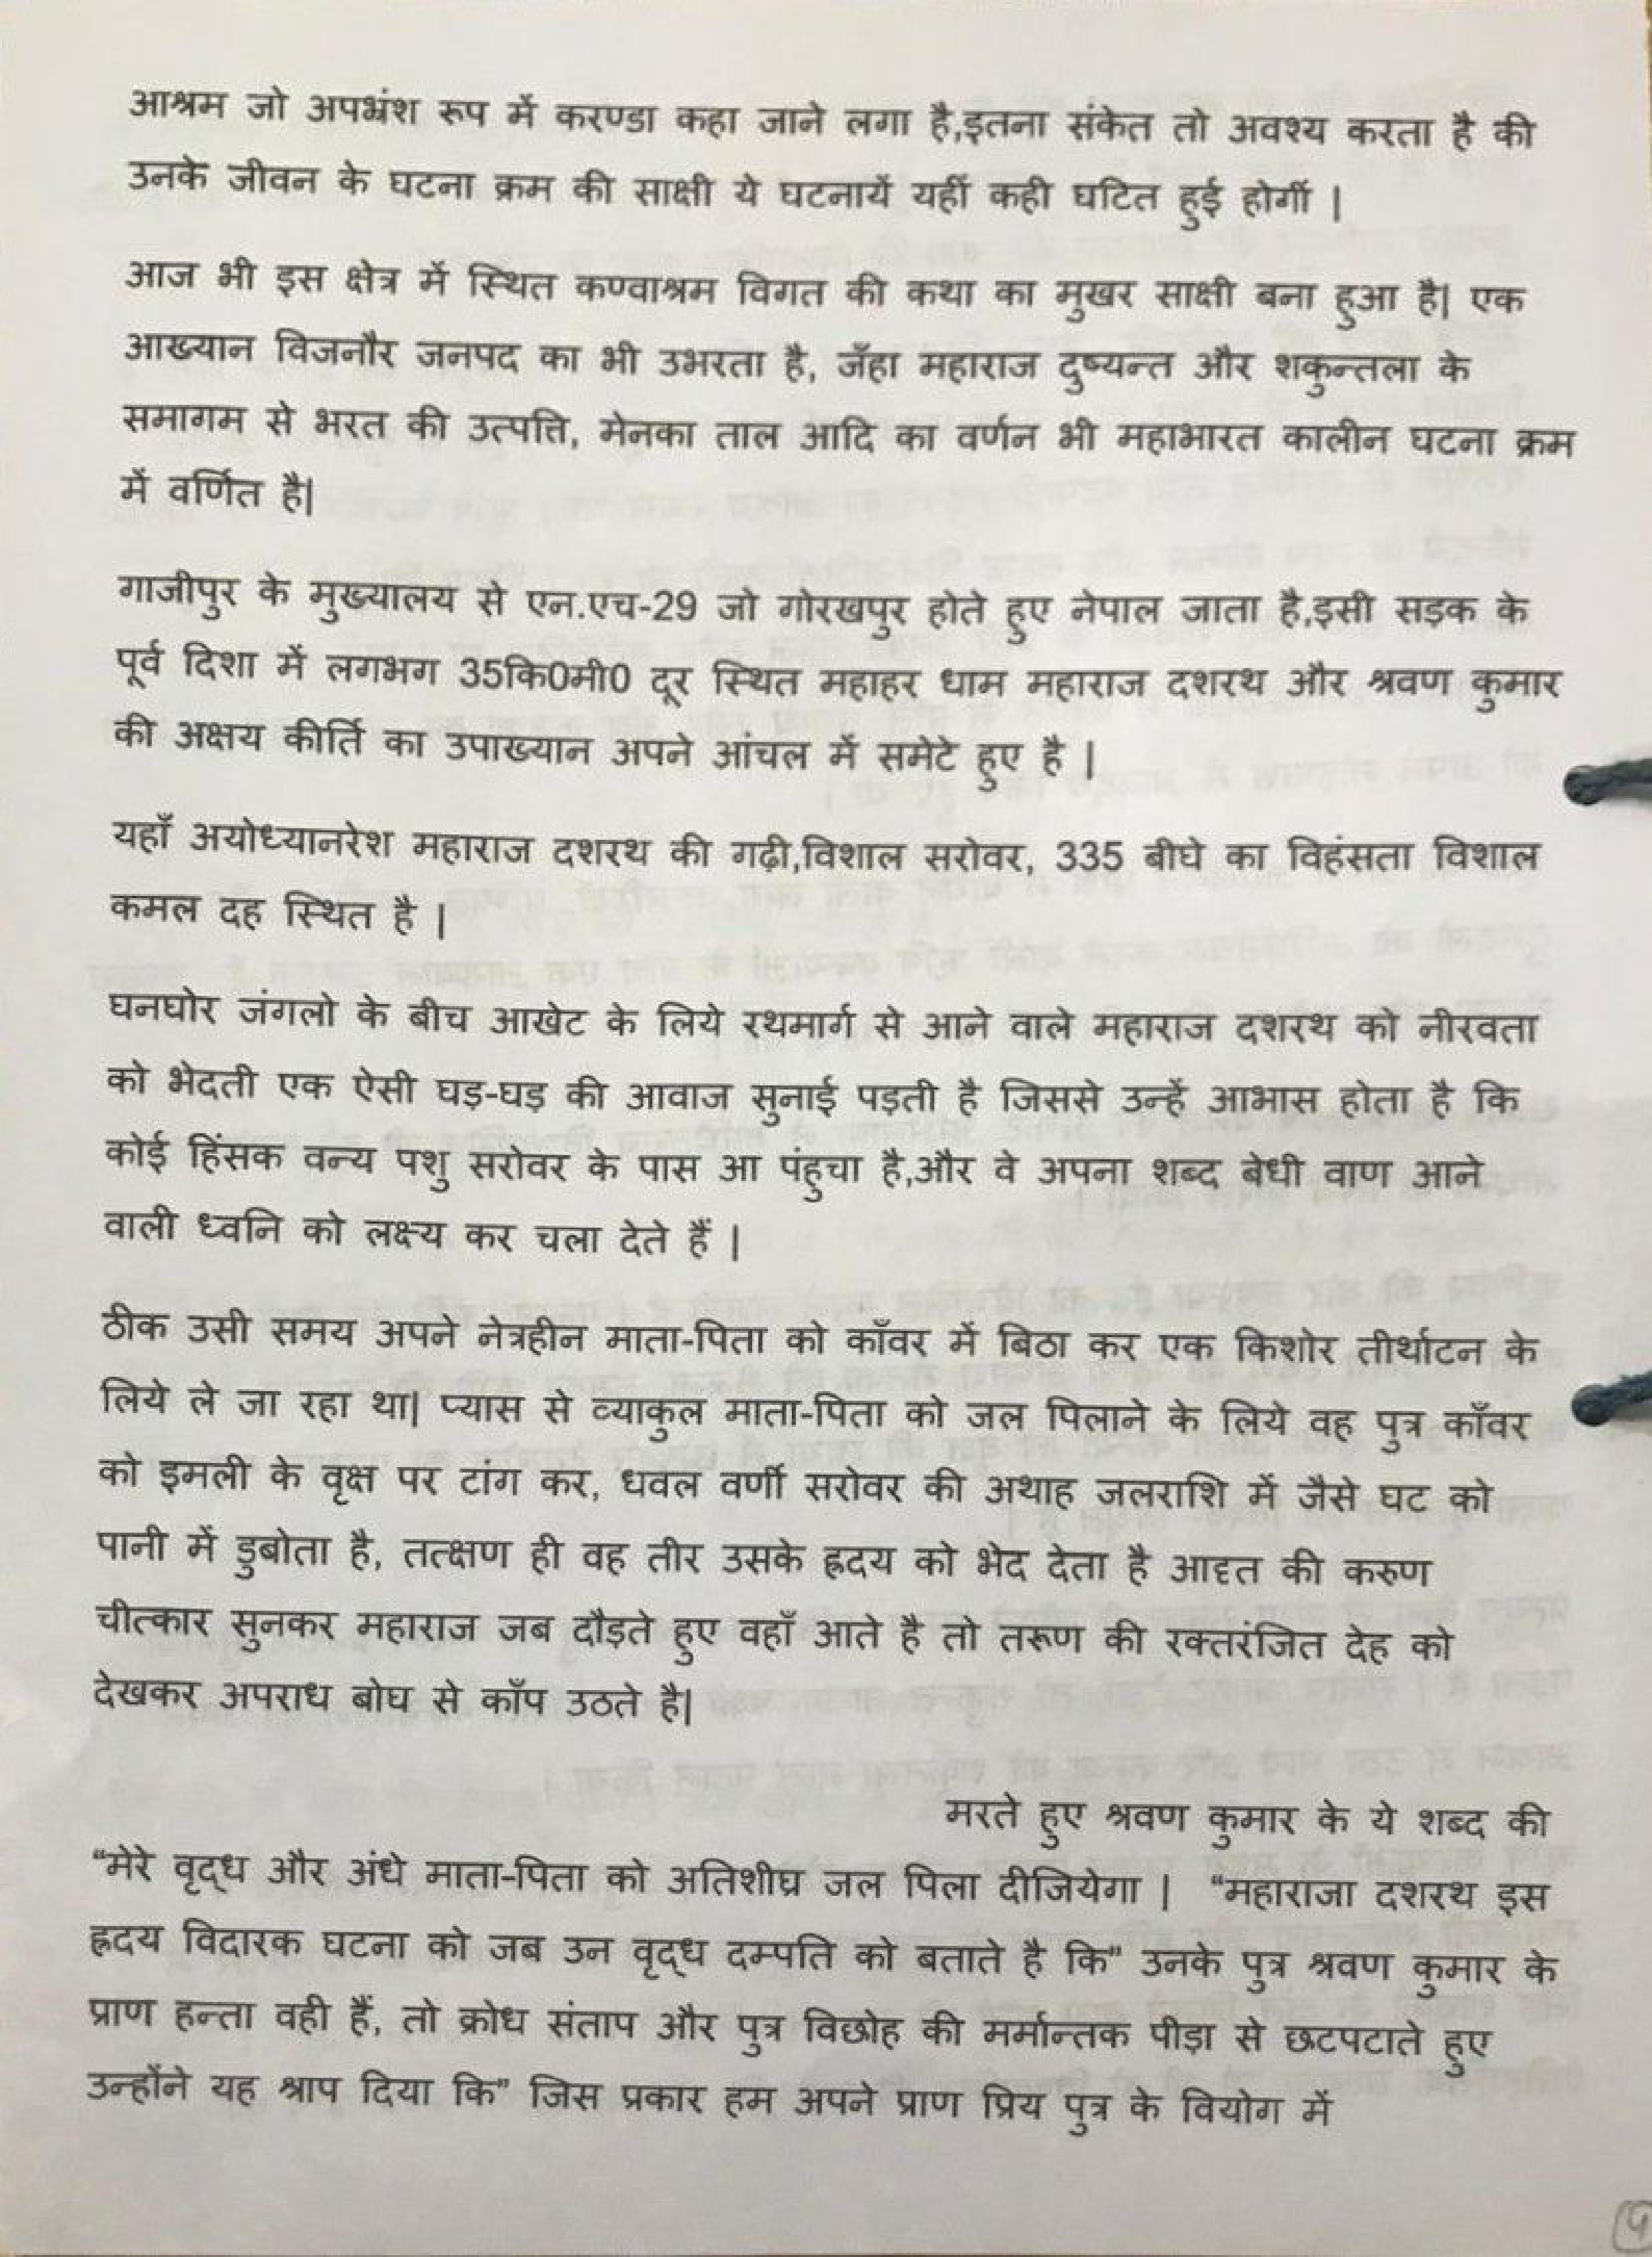 आश्रम जो अपभ्रंश रूप में करण्डा कहा जाने लगा है,इतना संकेत तो अवश्य करता है की
उनके जीवन के घटना क्रम की साक्षी ये घटनायें यहीं कही घटित हुई होगीं |
आज भी इस क्षेत्र में स्थित कण्वाश्रम विगत की कथा का मुखर साक्षी बना हुआ है| एक
आख्यान विजनौर जनपद का भी उभरता है, जँहा महाराज दुष्यन्त और शकुन्तला के
समागम से भरत की उत्पत्ति, मेनका ताल आदि का वर्णन भी महाभारत कालीन घटना क्रम
में वर्णित है|
गाजीपुर के मुख्यालय से एन.एच-29 जो गोरखपुर होते हुए नेपाल जाता है,इसी सड़क के
पूर्व दिशा में लगभग 35कि0मी0 दूर स्थित महाहर धाम महाराज दशरथ और श्रवण कुमार
की अक्षय कीर्ति का उपाख्यान अपने आंचल में समेटे हुए है |
यहाँ अयोध्यानरेश महाराज दशरथ की गढ़ी,विशाल सरोवर, 335 बीघे का विहंसता विशाल
कमल दह स्थित है |
घनघोर जंगलो के बीच आखेट के लिये रथमार्ग से आने वाले महाराज दशरथ को नीरवता
को भेदती एक ऐसी घड़-घड़ की आवाज सुनाई पड़ती है जिससे उन्हें आभास होता है कि
कोई हिंसक वन्य पशु सरोवर के पास आ पंहुचा है,और वे अपना शब्द बेधी वाण आने
वाली ध्वनि को लक्ष्य कर चला देते हैं |
ठीक उसी समय अपने नेत्रहीन माता-पिता को काँवर में बिठा कर एक किशोर तीर्थाटन के
लिये ले जा रहा था| प्यास से व्याकुल माता-पिता को जल पिलाने के लिये वह पुत्र काँवर
को इमली के वृक्ष पर टांग कर, धवल वर्णी सरोवर की अथाह जलराशि में जैसे घट को
पानी में डुबोता है, तत्क्षण ही वह तीर उसके ह्रदय को भेद देता है आहृत की करुण
चीत्कार सुनकर महाराज जब दौड़ते हुए वहाँ आते है तो तरूण की रक्तरंजित देह को
देखकर अपराध बोघ से काँप उठते है|
मरते हुए श्रवण कुमार के ये शब्द की
“मेरे वृद्ध और अंधे माता-पिता को अतिशीघ्र जल पिला दीजियेगा | “महाराजा दशरथ इस
ह्रदय विदारक घटना को जब उन वृद्ध दम्पति को बताते है कि” उनके पुत्र श्रवण कुमार के
प्राण हन्ता वही हैं, तो क्रोध संताप और पुत्र विछोह की मर्मान्तक पीड़ा से छटपटाते हुए
उन्होंने यह श्राप दिया कि” जिस प्रकार हम अपने प्राण प्रिय पुत्र के वियोग में